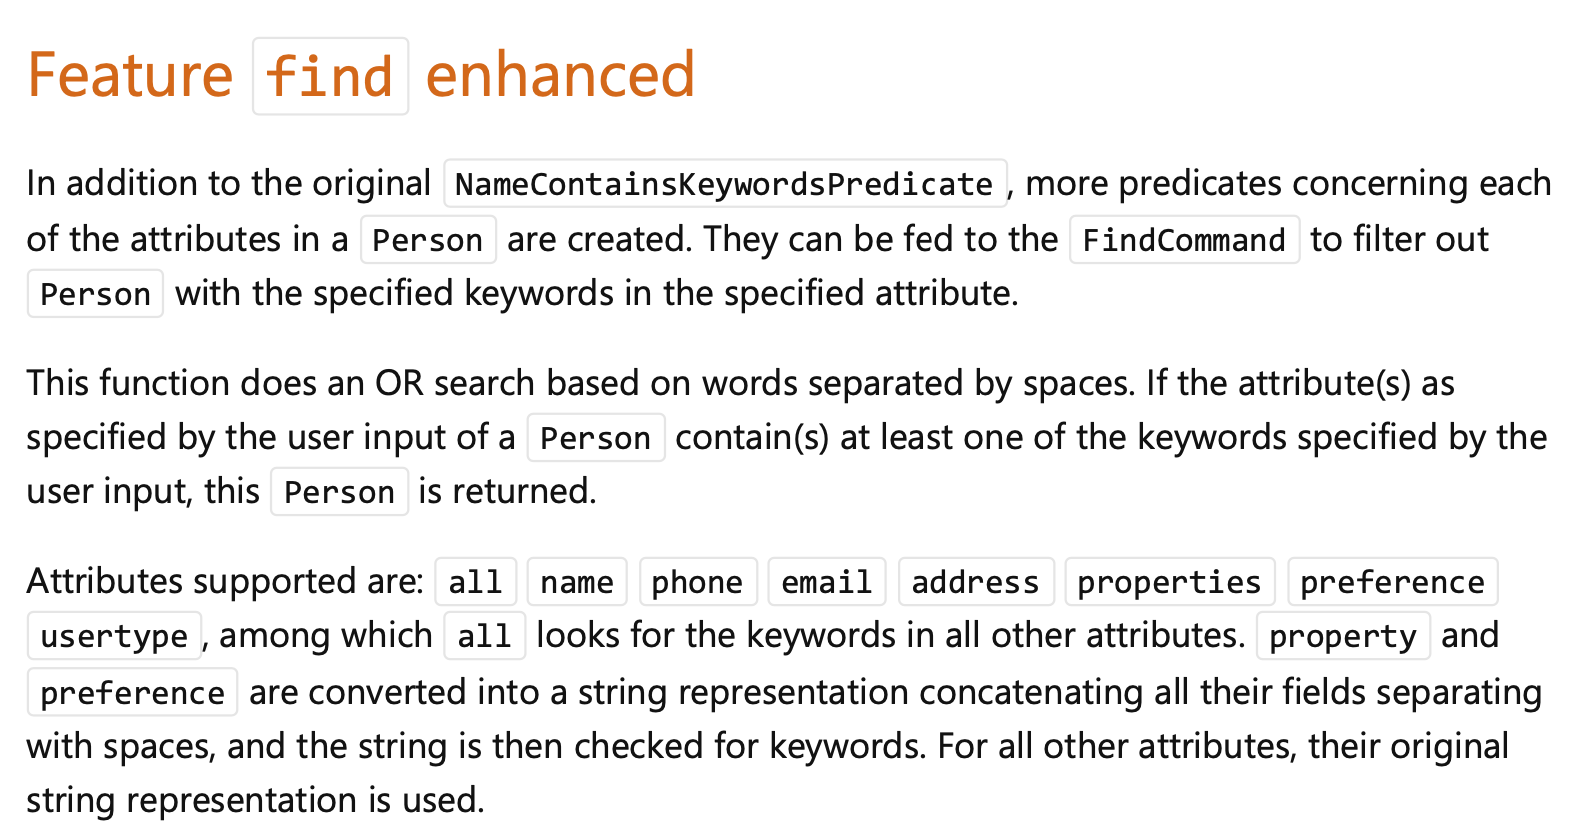 Feature find enhanced
In addition to the original NameContainsKeywordsPredicate, more predicates concerning each
of the attributes in a Person are created. They can be fed to the FindCommand to filter out
Person with the specified keywords in the specified attribute.
This function does an OR search based on words separated by spaces. If the attribute(s) as
specified by the user input of a Person contain(s) at least one of the keywords specified by the
user input, this Person is returned.
Attributes supported are: all name phone email address properties preference
usertype, among which all looks for the keywords in all other attributes. property and
preference are converted into a string representation concatenating all their fields separating
with spaces, and the string is then checked for keywords. For all other attributes, their original
string representation is used.